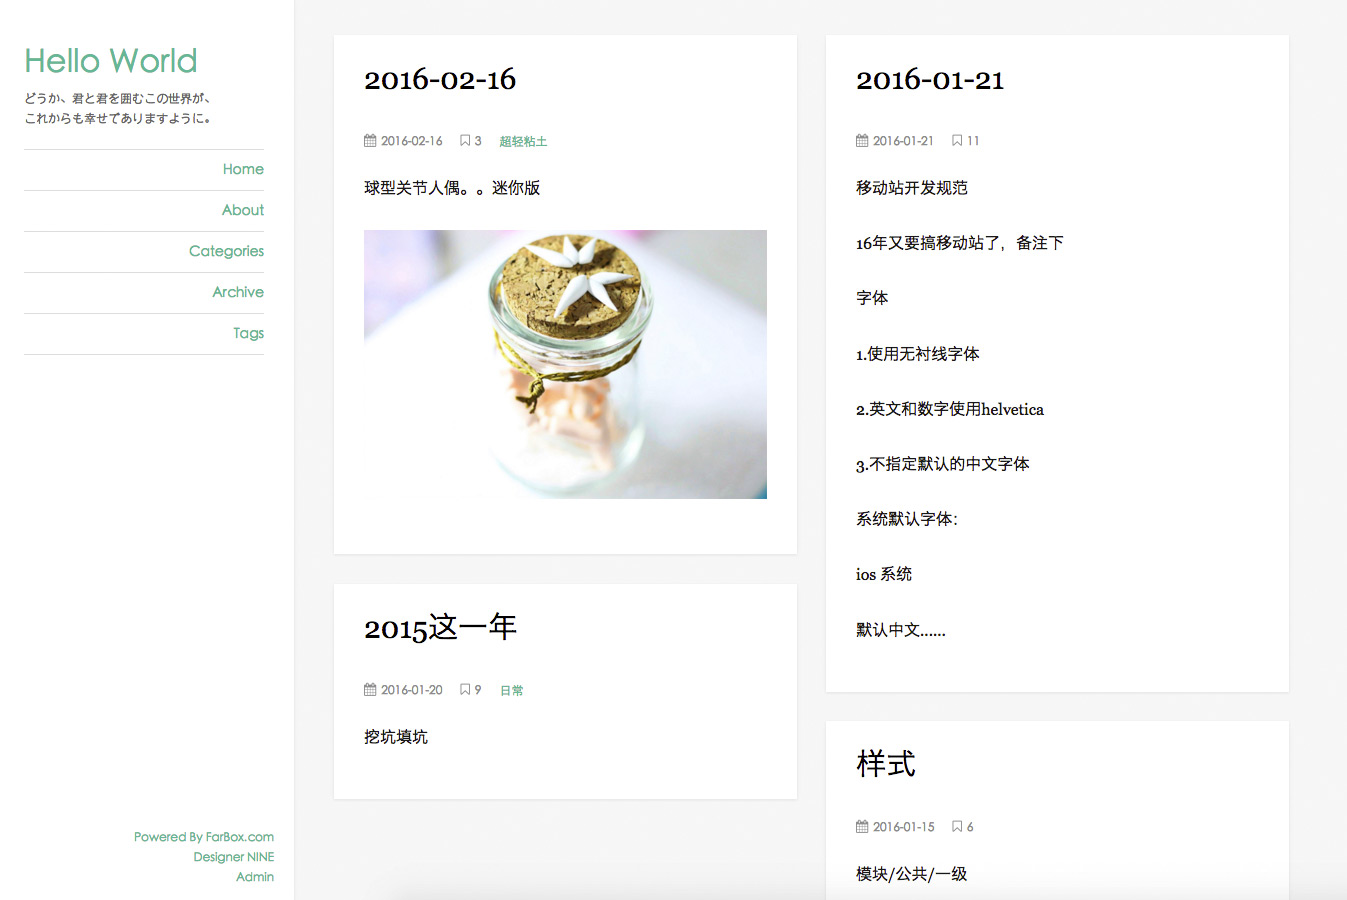 Hello World
どうか、君と君を囲むこの世界が、
これからも幸せでありますように。
Home
About
Categories
Archive
Tags
Powered By FarBox.com
Designer NINE
Admin
2016-02-16
2016-02-16 3 超轻粘土
球型关节人偶。。迷你版
2015这一年
2016-01-20 9 日常
挖坑填坑
2016-01-21
2016-01-21 11
移动站开发规范
16年又要搞移动站了，备注下
字体
1.使用无衬线字体
2.英文和数字使用helvetica
3.不指定默认的中文字体
系统默认字体：
ios 系统
默认中文......
样式
2016-01-15 6
模块/公共/一级